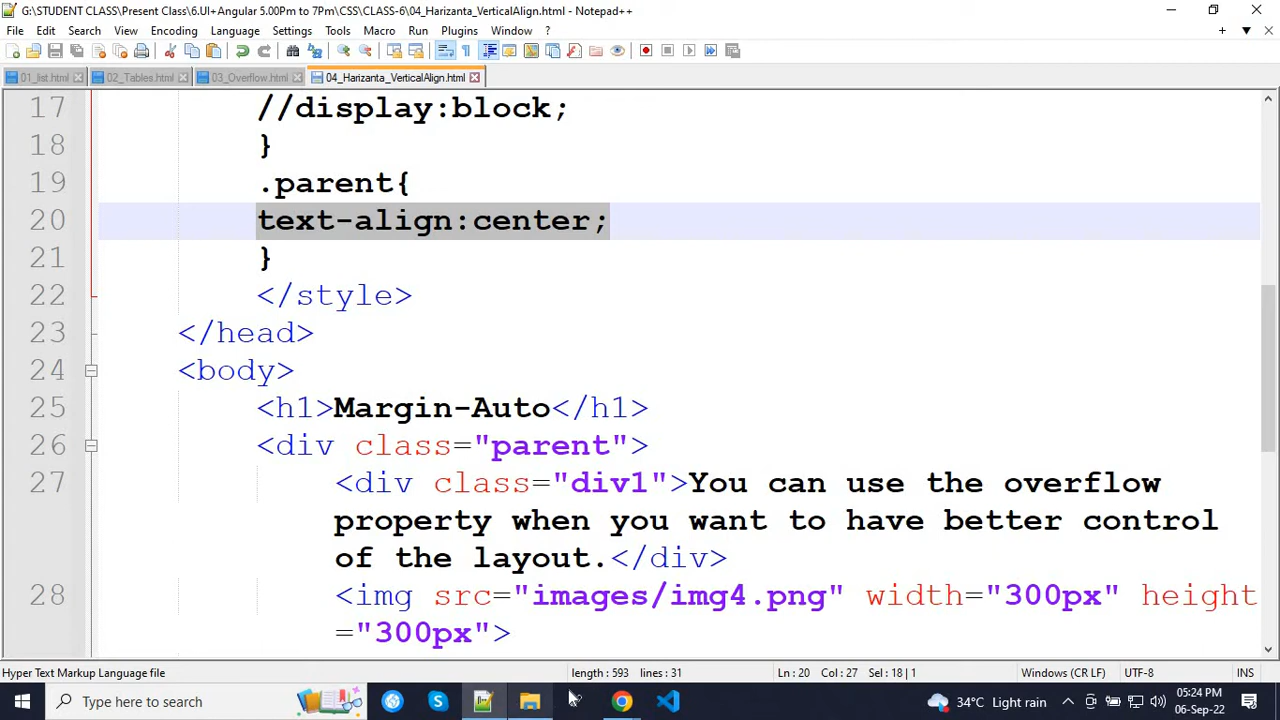 G:\STUDENT CLASS\Present Class\6.UI+Angular 5.00Pm to 7Pm\CSS\CLASS-6\04_Harizanta_VerticalAlign.html - Notepad++
File Edit Search View Encoding Language Settings Tools Macro Run Plugins Window ?
01_list.html 02_Tables.html 03_Overflow.html 04_Harizanta_VerticalAlign.html
17 //display:block;
18 }
19 .parent{
20 text-align:center;
21 }
22 </style>
23 </head>
24 <body>
25 <h1>Margin-Auto</h1>
26 <div class="parent">
27 <div class="div1">You can use the overflow
property when you want to have better control
of the layout.</div>
28 <img src="images/img4.png" width="300px" height
="300px">
Hyper Text Markup Language file length : 593 lines : 31 Ln : 20 Col : 27 Sel : 18 | 1 Windows (CR LF) UTF-8 INS
Type here to search 34°C Light rain 05:24 PM
06-Sep-22